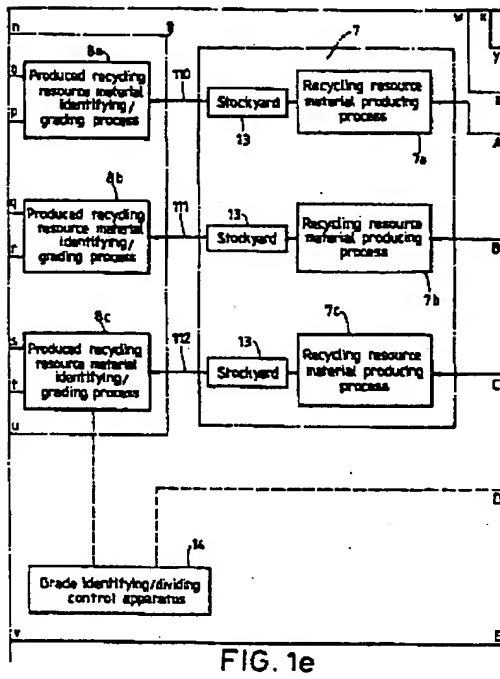 n
8
7
w
x
y
z
A
8a
Produced recycling
resource material
identifying/
grading process
o
p
110
Stockyard
13
Recycling resource
material producing
process
7a
8b
Produced recycling
resource material
identifying/
grading process
q
r
111
13
Stockyard
Recycling resource
material producing
process
7b
B
8c
Produced recycling
resource material
identifying/
grading process
s
t
u
112
13
Stockyard
7c
Recycling resource
material producing
process
C
D
14
Grade identifying/dividing
control apparatus
v
E
FIG. 1e